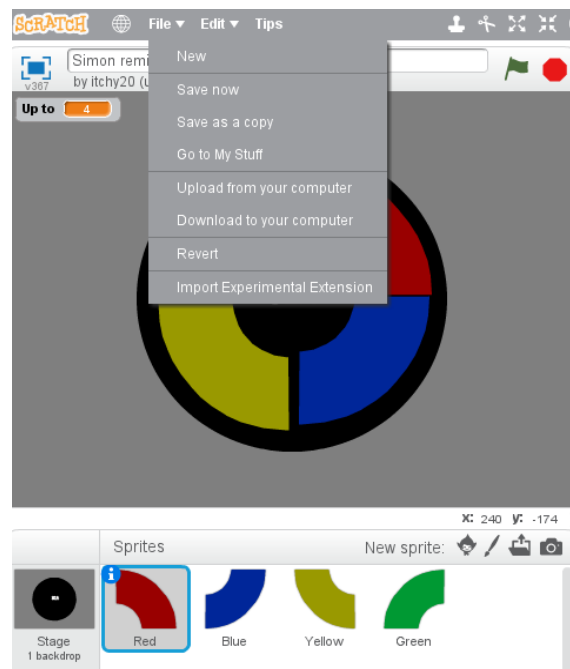 SCRATCH File ▼ Edit ▼ Tips
v367
Simon remi
by itchy20 (u
New
Save now
Save as a copy
Go to My Stuff
Upload from your computer
Download to your computer
Revert
Import Experimental Extension
Up to 4
x: 240 y: -174
Sprites New sprite:
i
Stage
1 backdrop
Red Blue Yellow Green